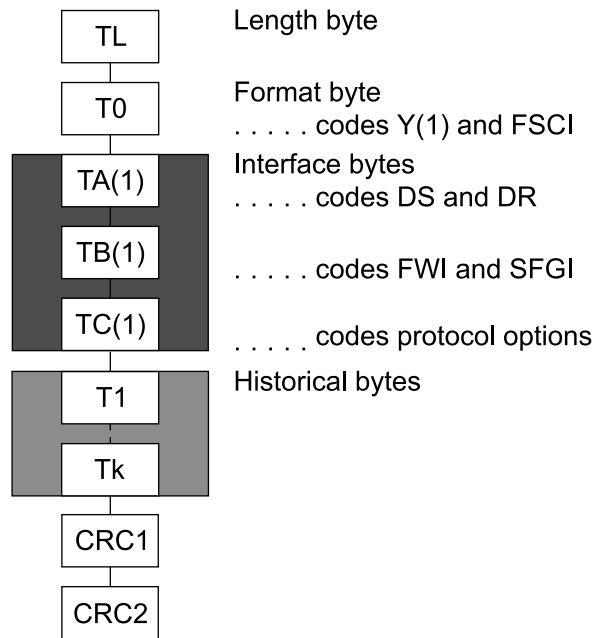 TL Length byte
T0 Format byte
. . . . . codes Y(1) and FSCI
Interface bytes
TA(1) . . . . . codes DS and DR
TB(1) . . . . . codes FWI and SFGI
TC(1) . . . . . codes protocol options
Historical bytes
T1
Tk
CRC1
CRC2